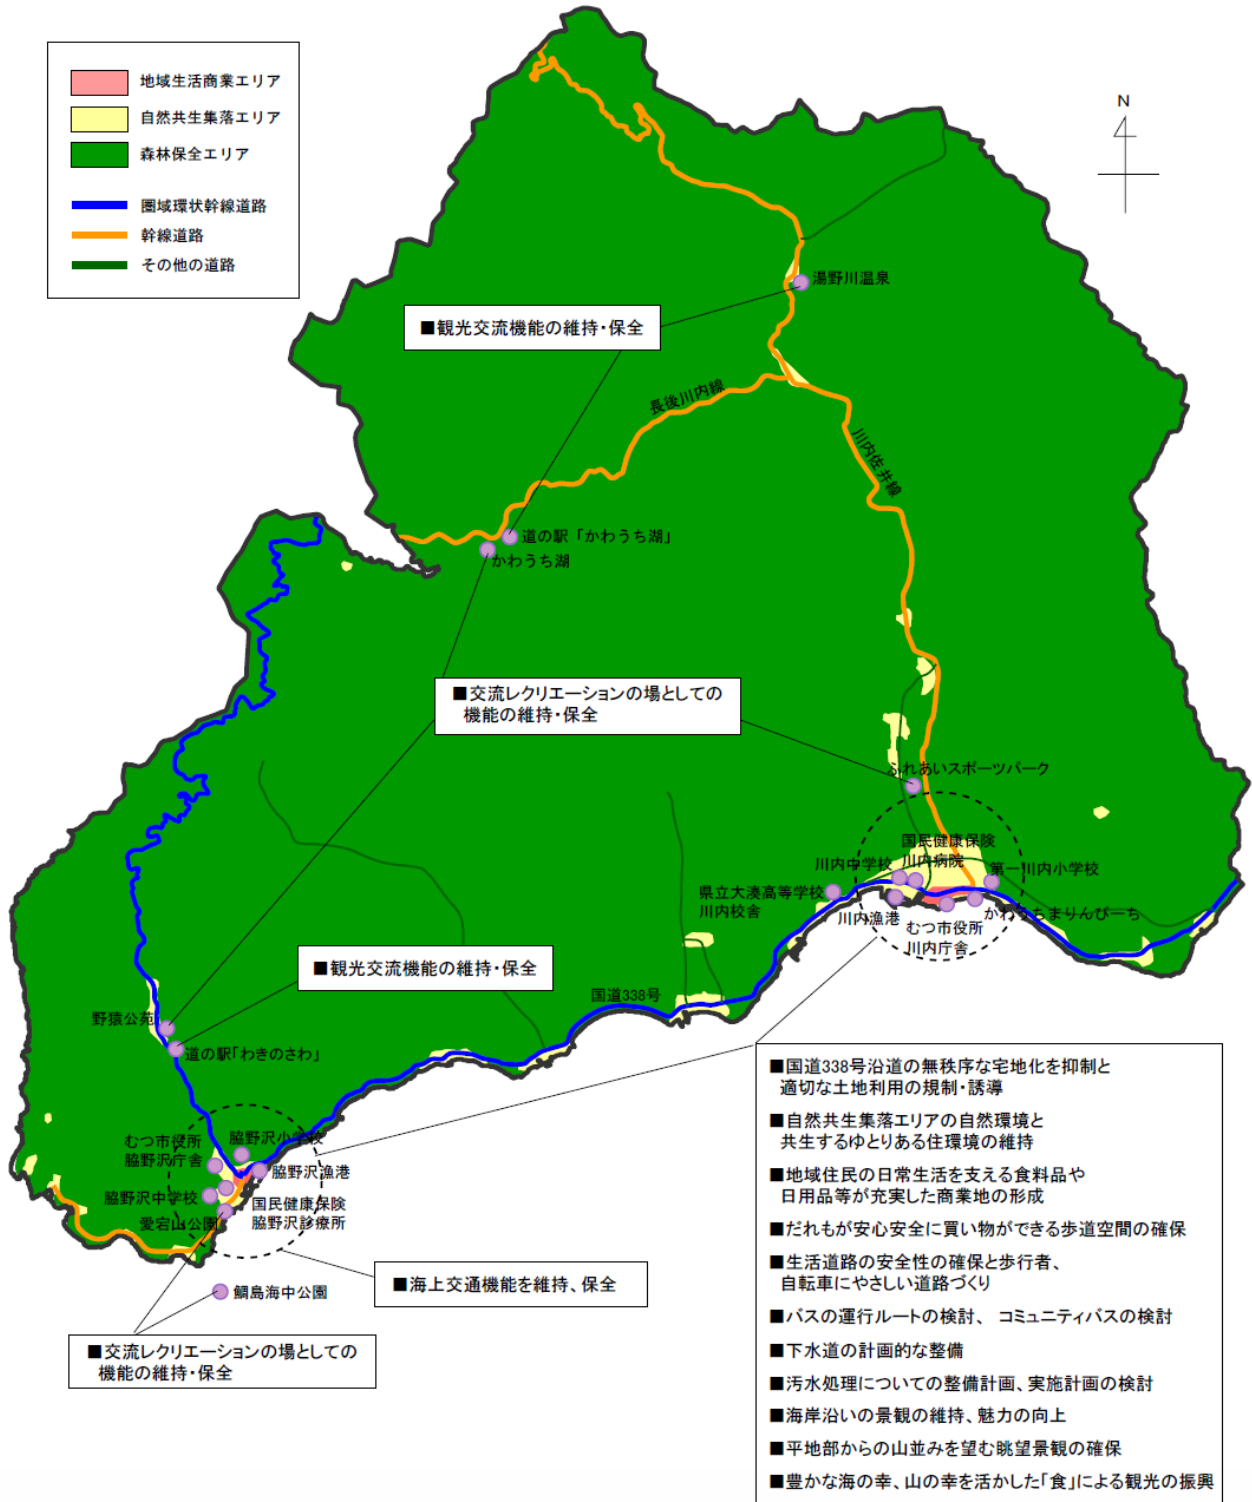 地域生活商業エリア
自然共生集落エリア
森林保全エリア
圏域環状幹線道路
幹線道路
その他の道路
N
湯野川温泉
■観光交流機能の維持・保全
長後川内線
川内佐井線
道の駅「かわうち湖」
かわうち湖
■交流レクリエーションの場としての
機能の維持・保全
ふれあいスポーツパーク
国民健康保険
川内病院
川内中学校
第一川内小学校
県立大湊高等学校
川内校舎
川内漁港
かわうちまりんびーち
むつ市役所
川内庁舎
■観光交流機能の維持・保全
国道338号
野猿公苑
道の駅「わきのさわ」
むつ市役所
脇野沢庁舎
脇野沢小学校
脇野沢漁港
脇野沢中学校
国民健康保険
脇野沢診療所
愛宕山公園
■海上交通機能を維持、保全
鯛島海中公園
■交流レクリエーションの場としての
機能の維持・保全
■国道338号沿道の無秩序な宅地化を抑制と
適切な土地利用の規制・誘導
■自然共生集落エリアの自然環境と
共生するゆとりある住環境の維持
■地域住民の日常生活を支える食料品や
日用品等が充実した商業地の形成
■だれもが安心安全に買い物ができる歩道空間の確保
■生活道路の安全性の確保と歩行者、
自転車にやさしい道路づくり
■バスの運行ルートの検討、 コミュニティバスの検討
■下水道の計画的な整備
■汚水処理についての整備計画、実施計画の検討
■海岸沿いの景観の維持、魅力の向上
■平地部からの山並みを望む眺望景観の確保
■豊かな海の幸、山の幸を活かした「食」による観光の振興